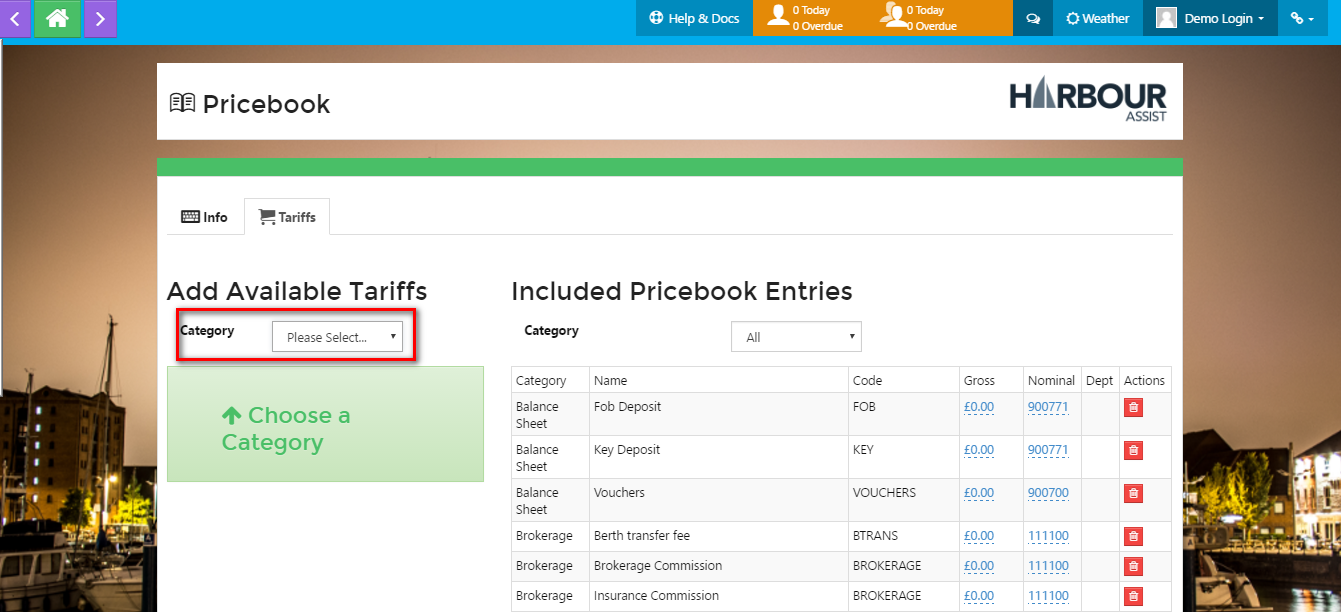 Help & Docs
0 Today
0 Overdue
0 Today
0 Overdue
Weather
Demo Login
Pricebook
HARBOUR
ASSIST
Info
Tariffs
Add Available Tariffs
Category
Please Select...
Choose a
Category
Included Pricebook Entries
Category
All
Category Name Code Gross Nominal Dept Actions
Balance Sheet Fob Deposit FOB £0.00 900771
Balance Sheet Key Deposit KEY £0.00 900771
Balance Sheet Vouchers VOUCHERS £0.00 900700
Brokerage Berth transfer fee BTRANS £0.00 111100
Brokerage Brokerage Commission BROKERAGE £0.00 111100
Brokerage Insurance Commission BROKERAGE £0.00 111100